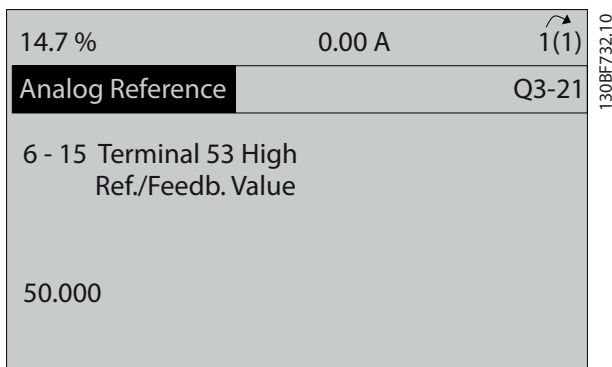 14.7 % 0.00 A 1(1)
Analog Reference Q3-21
6 - 15 Terminal 53 High
Ref./Feedb. Value
50.000
130BF732.10